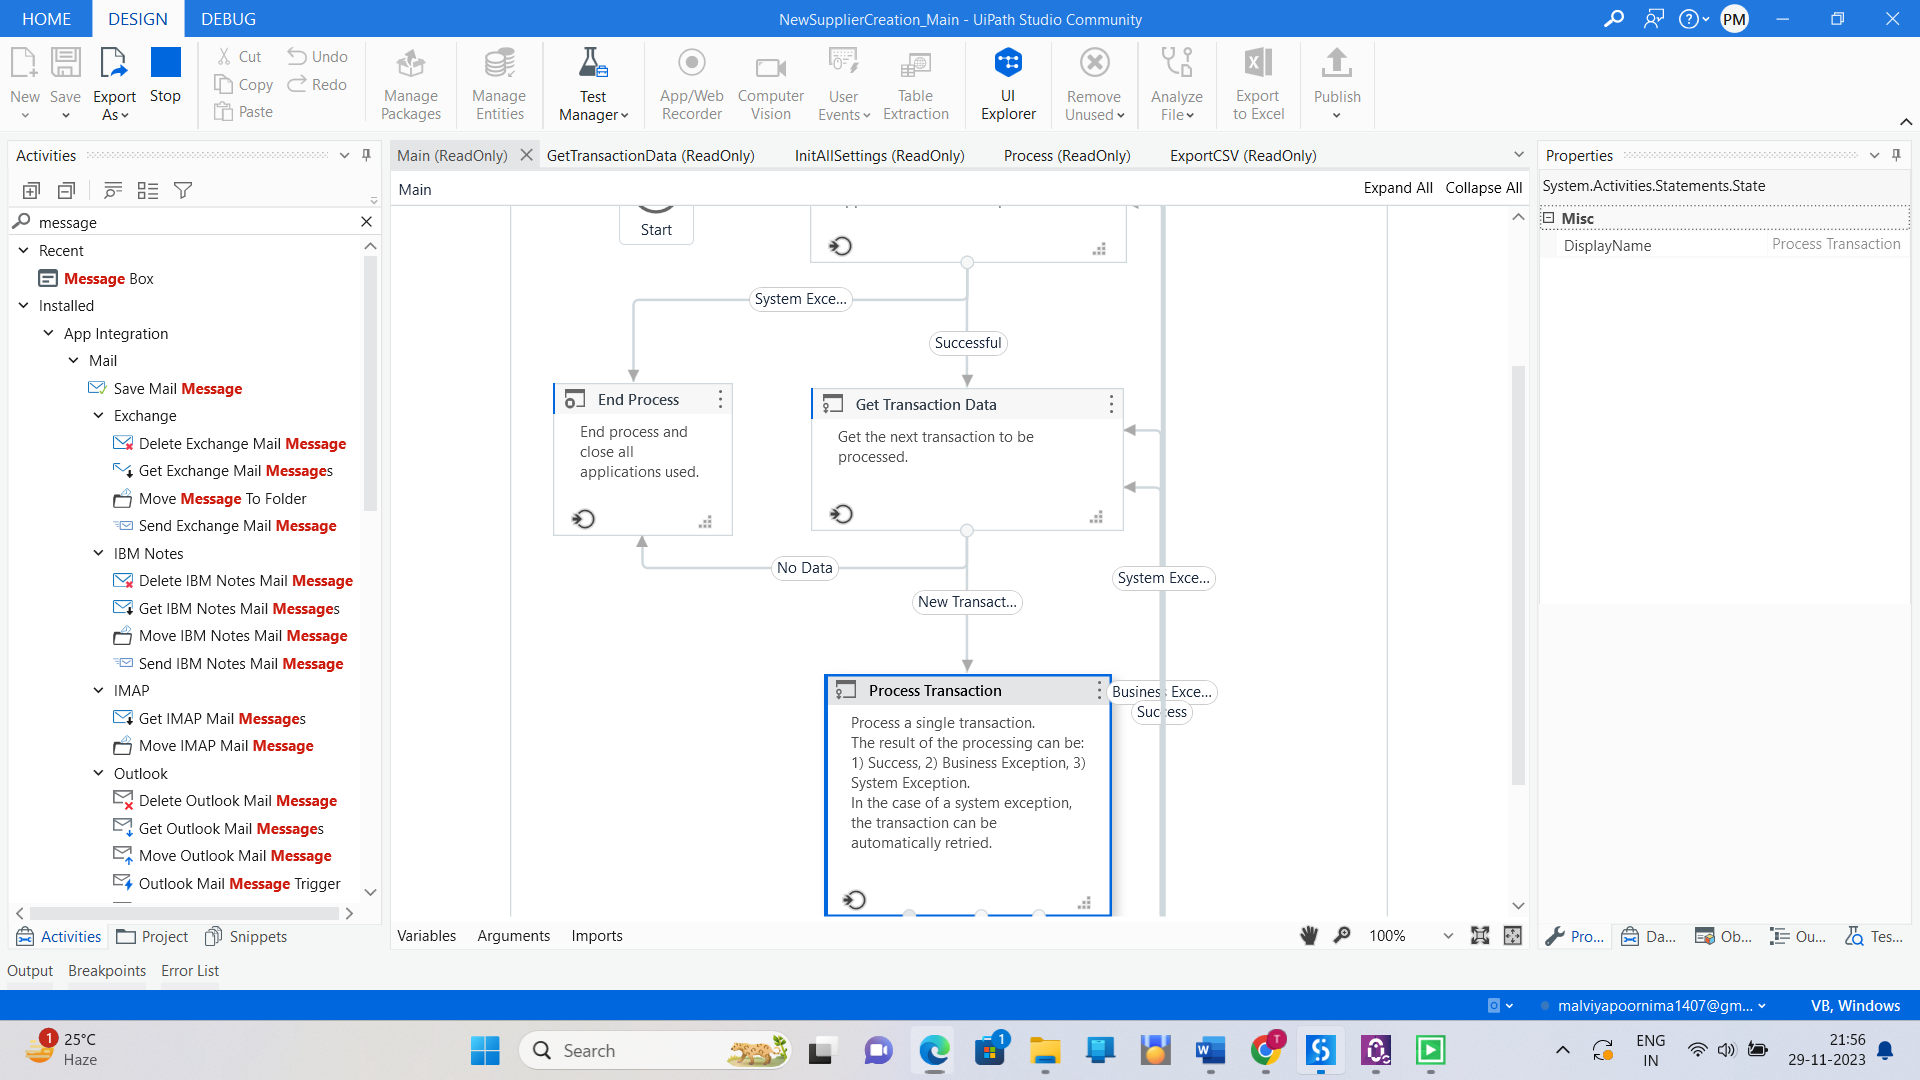 HOME DESIGN DEBUG
NewSupplierCreation_Main - UiPath Studio Community
PM
New
Save
Export
As
Stop
Cut
Copy
Paste
Undo
Redo
Manage
Packages
Manage
Entities
Test
Manager
App/Web
Recorder
Computer
Vision
User
Events
Table
Extraction
UI
Explorer
Remove
Unused
Analyze
File
Export
to Excel
Publish
Activities
message
Recent
Message Box
Installed
App Integration
Mail
Save Mail Message
Exchange
Delete Exchange Mail Message
Get Exchange Mail Messages
Move Message To Folder
Send Exchange Mail Message
IBM Notes
Delete IBM Notes Mail Message
Get IBM Notes Mail Messages
Move IBM Notes Mail Message
Send IBM Notes Mail Message
IMAP
Get IMAP Mail Messages
Move IMAP Mail Message
Outlook
Delete Outlook Mail Message
Get Outlook Mail Messages
Move Outlook Mail Message
Outlook Mail Message Trigger
Activities Project Snippets
Main (ReadOnly) GetTransactionData (ReadOnly) InitAllSettings (ReadOnly) Process (ReadOnly) ExportCSV (ReadOnly)
Main
Expand All Collapse All
Start
System Exce...
Successful
End Process
End process and
close all
applications used.
Get Transaction Data
Get the next transaction to be
processed.
No Data
New Transact...
System Exce...
Business Exce...
Success
Process Transaction
Process a single transaction.
The result of the processing can be:
1) Success, 2) Business Exception, 3)
System Exception.
In the case of a system exception,
the transaction can be
automatically retried.
Variables Arguments Imports
100%
Properties
System.Activities.Statements.State
Misc
DisplayName Process Transaction
Pro... Da... Ob... Ou... Tes...
Output Breakpoints Error List
malviyapoornima1407@gm...
VB, Windows
1
25°C
Haze
Search
1
T
ENG
IN
21:56
29-11-2023